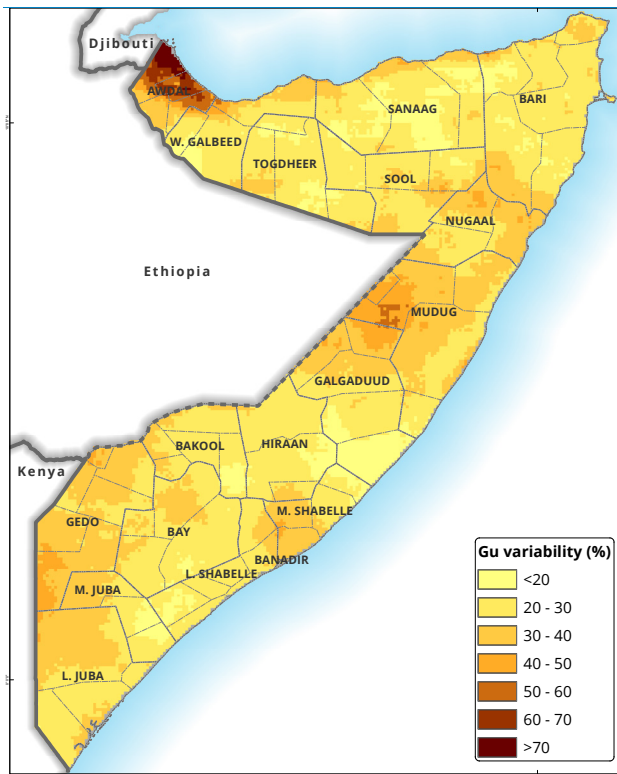 Djibouti
AWDAL
SANAAG
BARI
W. GALBEED
TOGDHEER
SOOL
NUGAAL
Ethiopia
MUDUG
GALGADUUD
BAKOOL
HIRAAN
Kenya
GEDO
M. SHABELLE
BAY
BANADIR
L. SHABELLE
M. JUBA
L. JUBA
Gu variability (%)
<20
20 - 30
30 - 40
40 - 50
50 - 60
60 - 70
>70